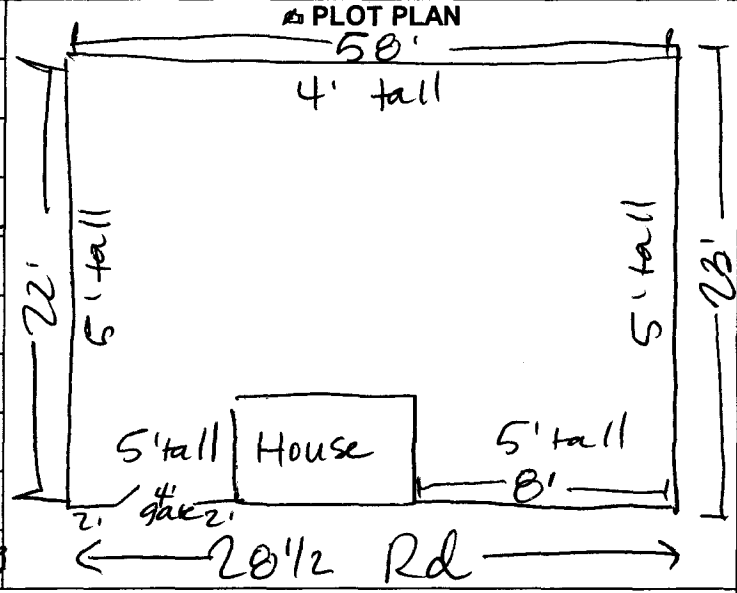 PLOT PLAN
58'
4' tall
22'
5' tall
5' tall
23'
5' tall
House
5' tall
8'
2'
4'
gate
2'
28 1/2 Rd